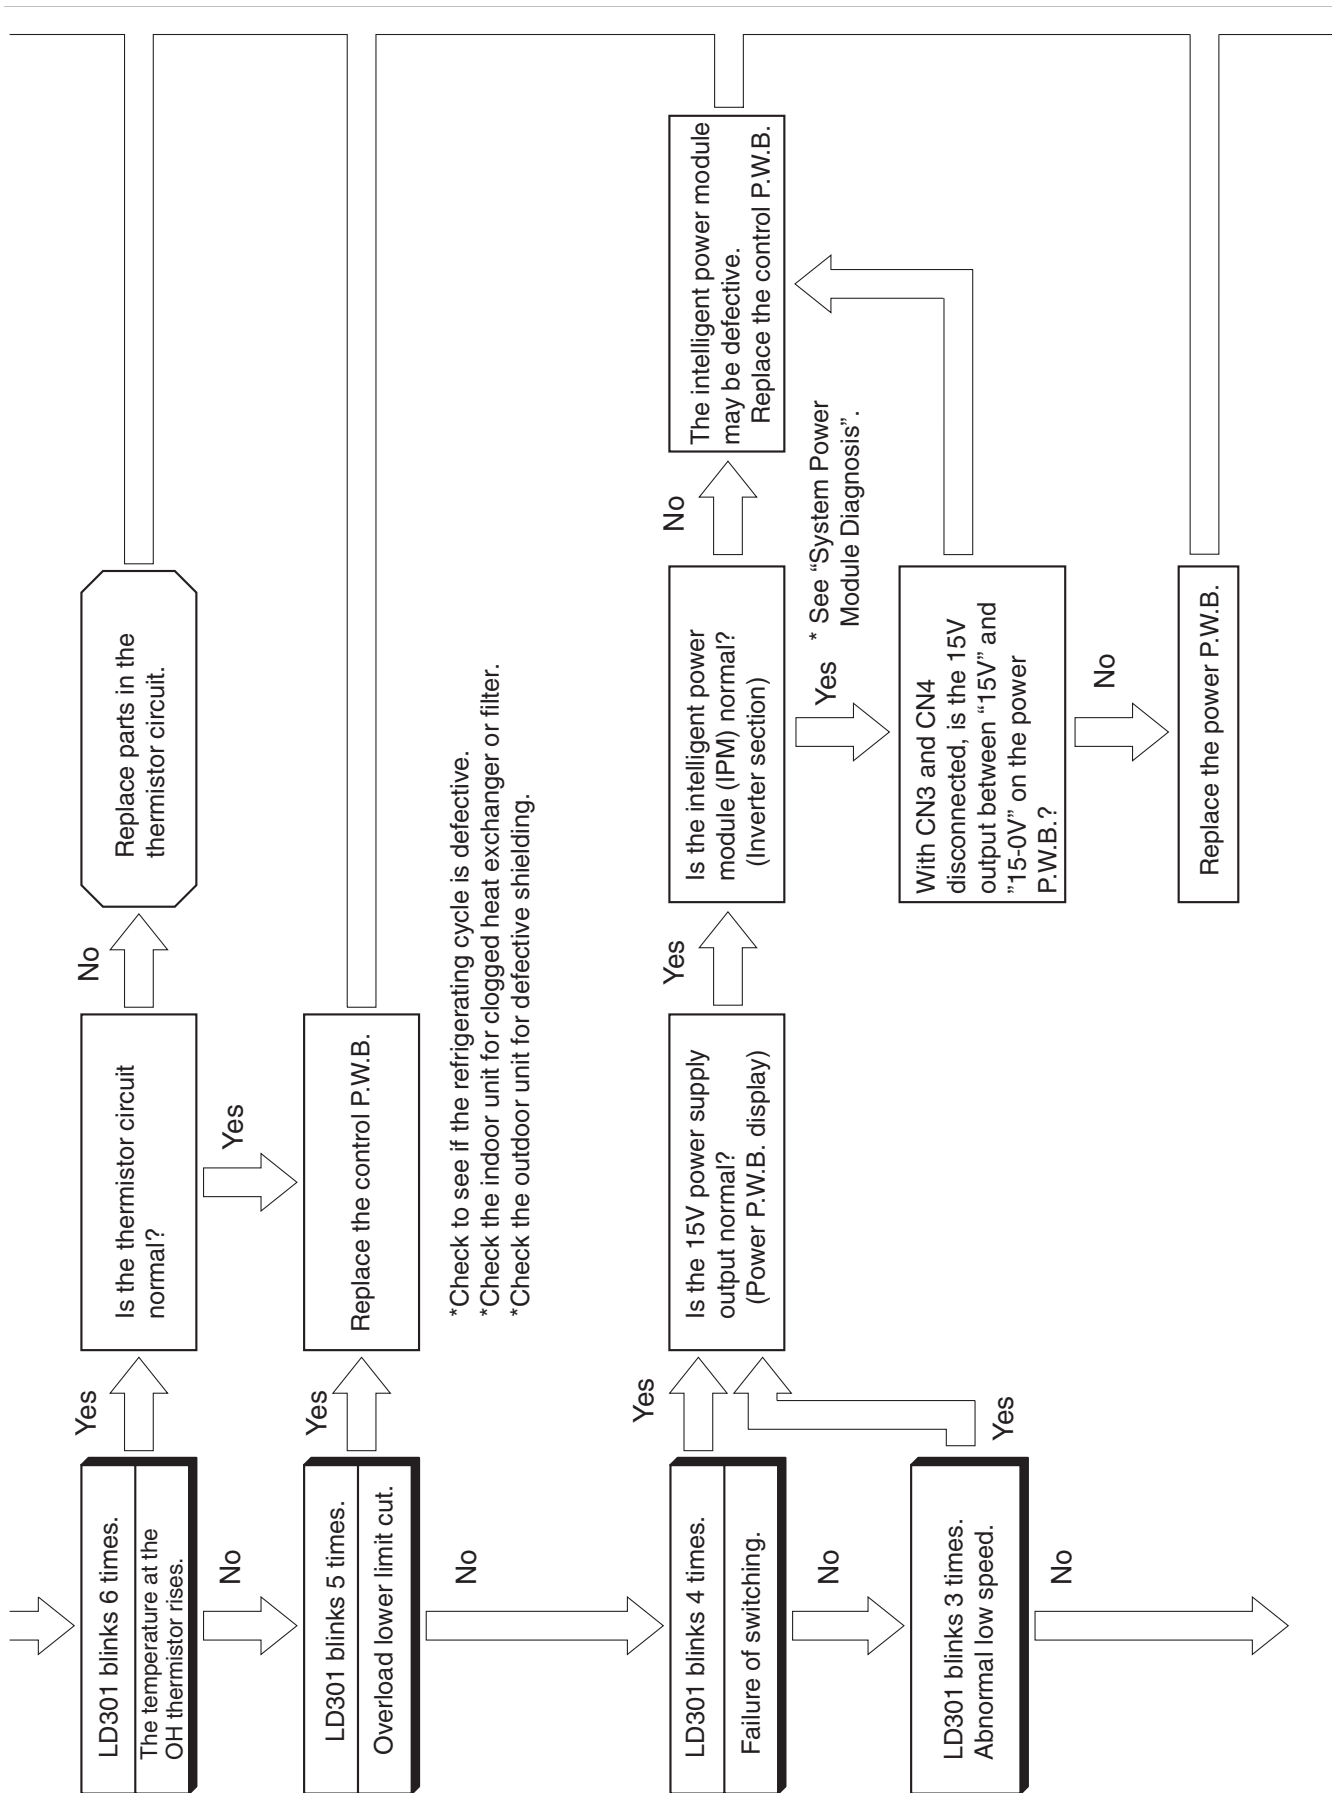 LD301 blinks 6 times.
The temperature at the
OH thermistor rises.
Yes
Is the thermistor circuit
normal?
No
Replace parts in the
thermistor circuit.
No
Yes
LD301 blinks 5 times.
Overload lower limit cut.
Yes
Replace the control P.W.B.
*Check to see if the refrigerating cycle is defective.
*Check the indoor unit for clogged heat exchanger or filter.
*Check the outdoor unit for defective shielding.
No
LD301 blinks 4 times.
Failure of switching.
Yes
Is the 15V power supply
output normal?
(Power P.W.B. display)
Yes
Is the intelligent power
module (IPM) normal?
(Inverter section)
No
The intelligent power module
may be defective.
Replace the control P.W.B.
Yes
* See “System Power
Module Diagnosis”.
No
LD301 blinks 3 times.
Abnormal low speed.
Yes
With CN3 and CN4
disconnected, is the 15V
output between “15V” and
”15-0V” on the power
P.W.B.?
No
Replace the power P.W.B.
No